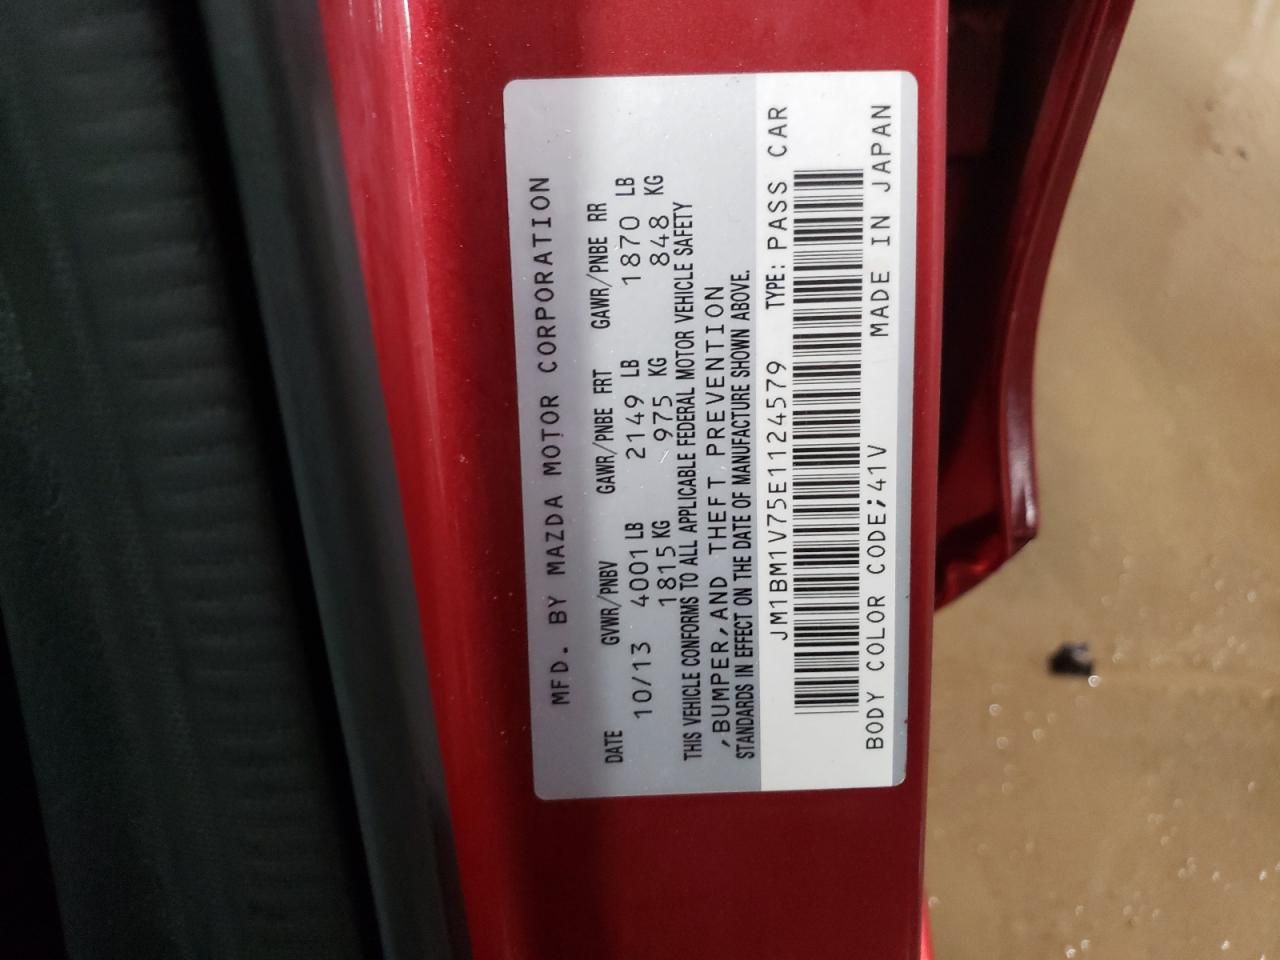 MFD. BY MAZDA MOTOR CORPORATION
DATE GVWR/PNBV GAWR/PNBE FRT GAWR/PNBE RR
10/13 4001 LB 2149 LB 1870 LB
1815 KG 975 KG 848 KG
THIS VEHICLE CONFORMS TO ALL APPLICABLE FEDERAL MOTOR VEHICLE SAFETY
,BUMPER,AND THEFT PREVENTION
STANDARDS IN EFFECT ON THE DATE OF MANUFACTURE SHOWN ABOVE.
JM1BM1V75E1124579 TYPE: PASS CAR
BODY COLOR CODE;41V MADE IN JAPAN